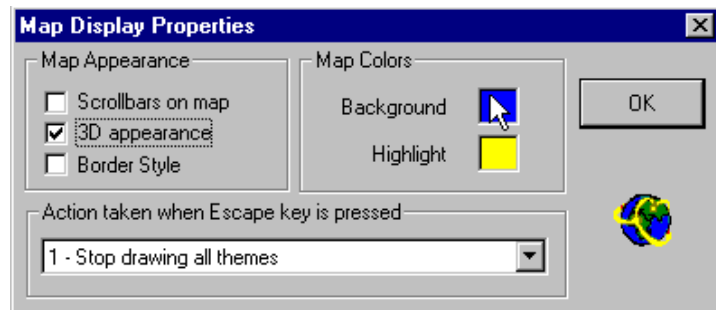 Map Display Properties
Map Appearance
Scrollbars on map
3D appearance
Border Style
Map Colors
Background
Highlight
OK
Action taken when Escape key is pressed
1 - Stop drawing all themes